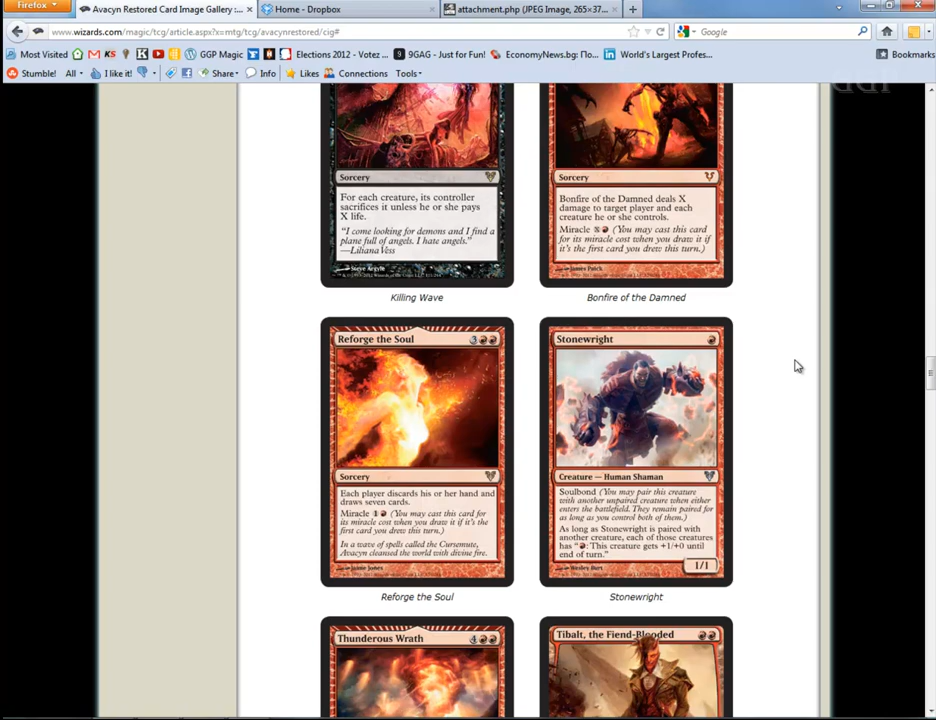 Firefox
Avacyn Restored Card Image Gallery :...
Home - Dropbox
attachment.php (JPEG Image, 265×37...
www.wizards.com/magic/tcg/article.aspx?x=mtg/tcg/avacynrestored/cig#
Google
Most Visited
GGP Magic
Elections 2012 - Votez ...
9GAG - Just for Fun!
EconomyNews.bg: По...
World's Largest Profes...
Bookmarks
Stumble!
All
I like it!
Share
Info
Likes
Connections
Tools
Sorcery
For each creature, its controller
sacrifices it unless he or she pays
X life.
"I come looking for demons and I find a
plane full of angels. I hate angels."
—Liliana Vess
Steve Argyle
Killing Wave
Sorcery
Bonfire of the Damned deals X
damage to target player and each
creature he or she controls.
Miracle X (You may cast this card
for its miracle cost when you draw it if
it's the first card you drew this turn.)
James Paick
Bonfire of the Damned
Reforge the Soul 3
Sorcery
Each player discards his or her hand and
draws seven cards.
Miracle 1 (You may cast this card for
its miracle cost when you draw it if it's the
first card you drew this turn.)
In a wave of spells called the Cursemute,
Avacyn cleansed the world with divine fire.
Jaime Jones
Reforge the Soul
Stonewright
Creature — Human Shaman
Soulbond (You may pair this creature
with another unpaired creature when either
enters the battlefield. They remain paired for
as long as you control both of them.)
As long as Stonewright is paired with
another creature, each of those creatures
has " : This creature gets +1/+0 until
end of turn."
1/1
Wesley Burt
Stonewright
Thunderous Wrath 4
Tibalt, the Fiend-Blooded